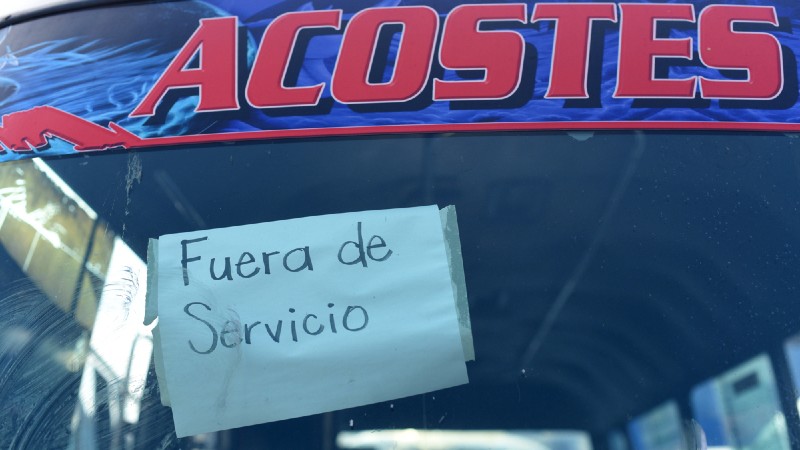 ACOSTES
Fuera de
Servicio